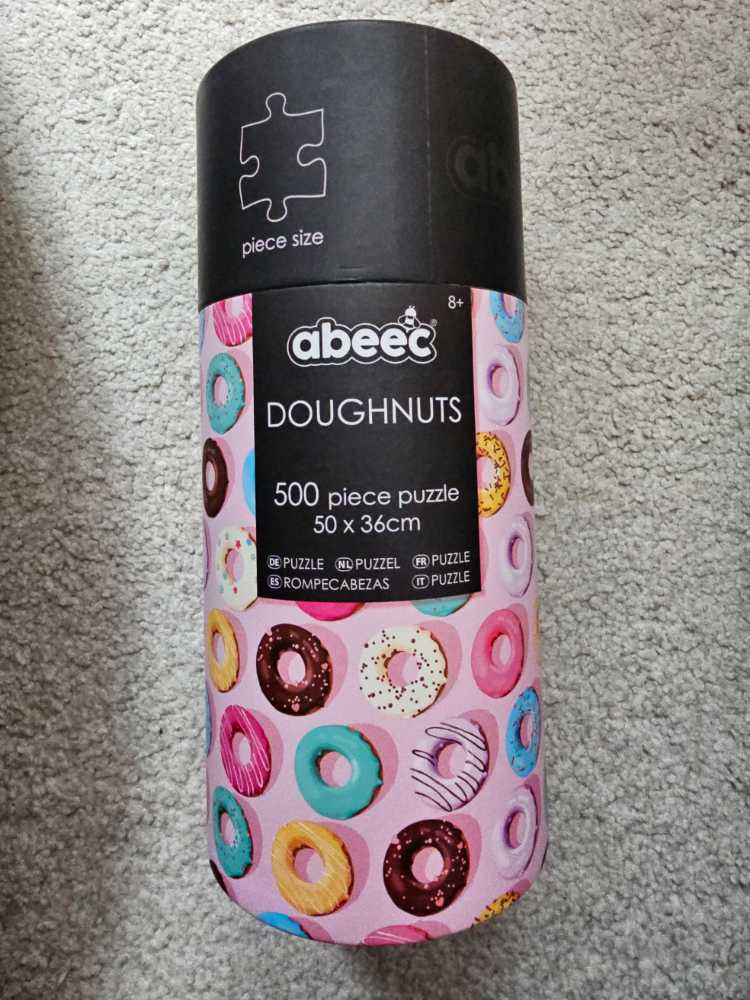 piece size
8+
abeec®
DOUGHNUTS
500 piece puzzle
50 x 36cm
DE PUZZLE NL PUZZEL FR PUZZLE
ES ROMPECABEZAS IT PUZZLE